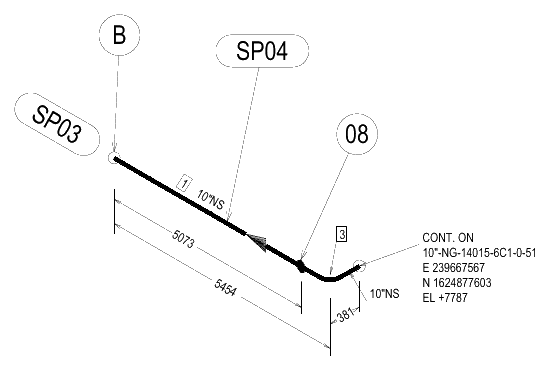 B
SP04
SP03
08
1
10"NS
3
5073
5454
381
10"NS
CONT. ON
10"-NG-14015-6C1-0-51
E 239667567
N 1624877603
EL +7787